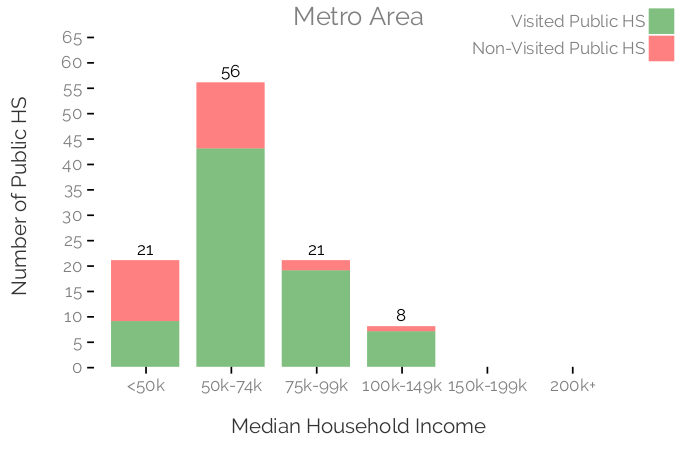 Metro Area
Visited Public HS
Non-Visited Public HS
Number of Public HS
65
60
55
50
45
40
35
30
25
20
15
10
5
0
21
56
21
8
<50k
50k-74k
75k-99k
100k-149k
150k-199k
200k+
Median Household Income